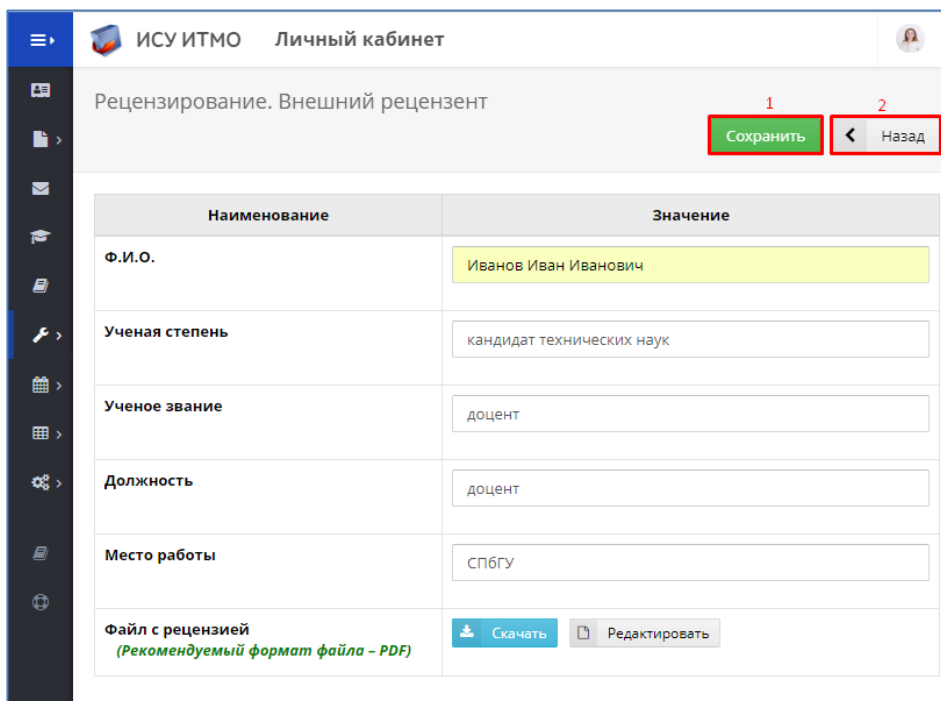 ИСУ ИТМО Личный кабинет
Рецензирование. Внешний рецензент
1 2
Сохранить Назад
Наименование Значение
Ф.И.О. Иванов Иван Иванович
Ученая степень кандидат технических наук
Ученое звание доцент
Должность доцент
Место работы СПбГУ
Файл с рецензией Скачать Редактировать
(Рекомендуемый формат файла – PDF)